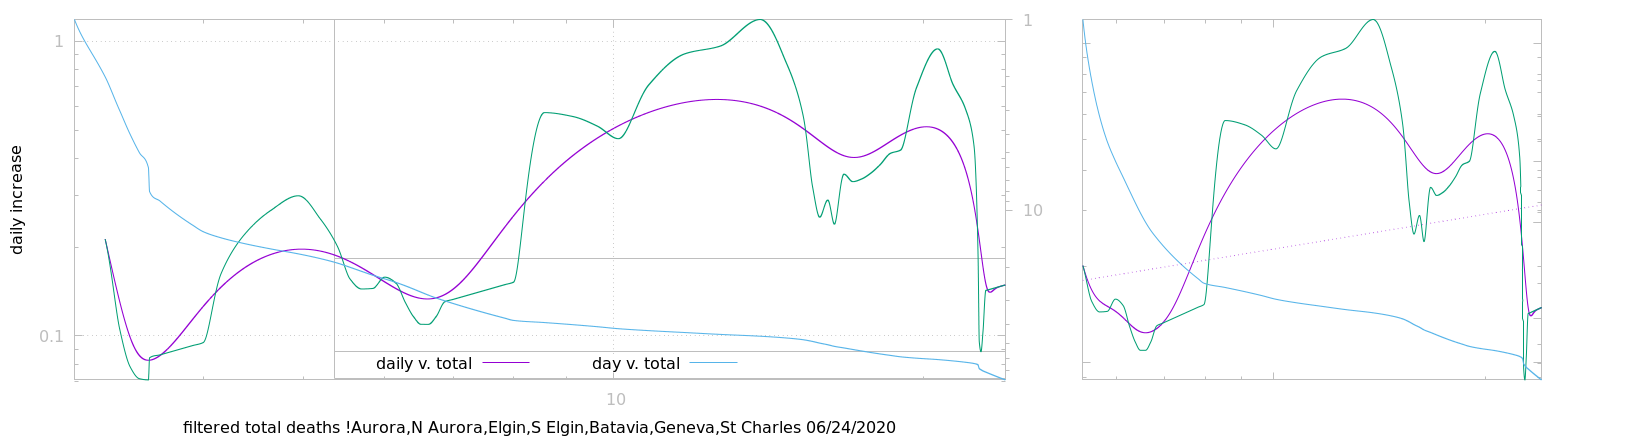 1
1
daily increase
10
0.1
daily v. total
day v. total
10
filtered total deaths !Aurora,N Aurora,Elgin,S Elgin,Batavia,Geneva,St Charles 06/24/2020